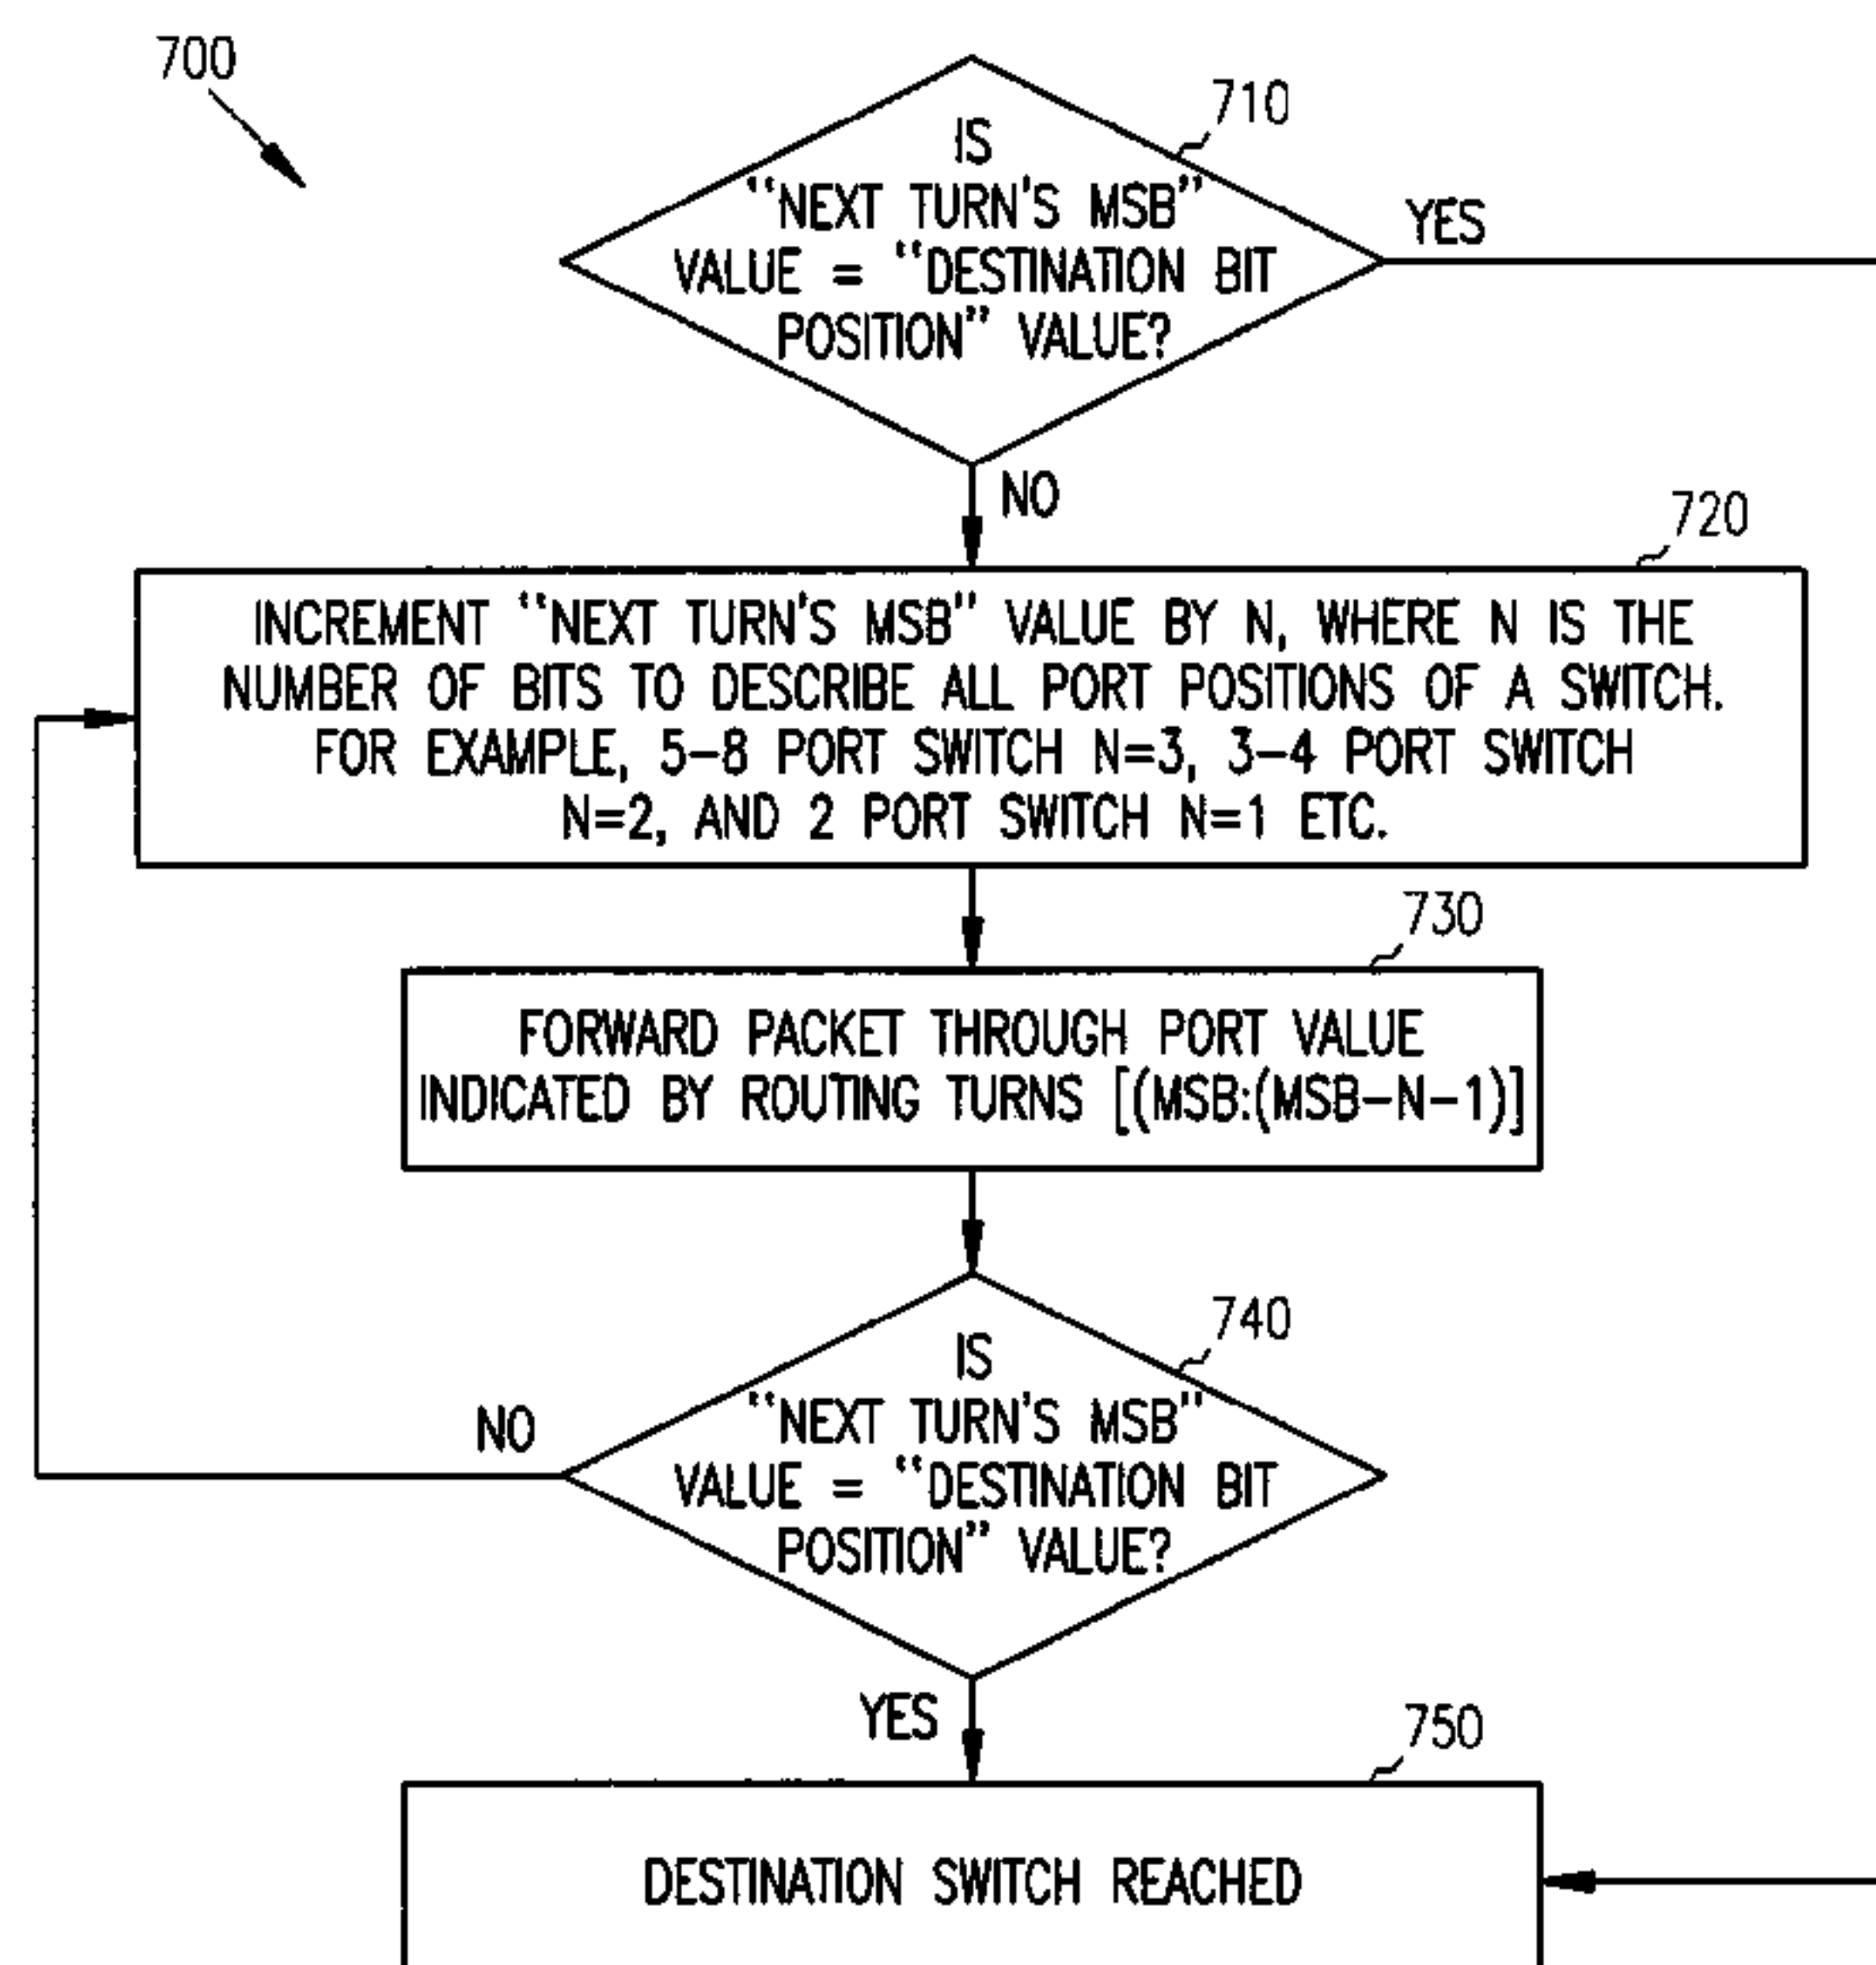 700
710
IS
“NEXT TURN'S MSB”
VALUE = “DESTINATION BIT
POSITION” VALUE?
YES
NO
720
INCREMENT “NEXT TURN'S MSB” VALUE BY N, WHERE N IS THE
NUMBER OF BITS TO DESCRIBE ALL PORT POSITIONS OF A SWITCH.
FOR EXAMPLE, 5–8 PORT SWITCH N=3, 3–4 PORT SWITCH
N=2, AND 2 PORT SWITCH N=1 ETC.
730
FORWARD PACKET THROUGH PORT VALUE
INDICATED BY ROUTING TURNS [(MSB:(MSB–N–1)]
740
IS
“NEXT TURN'S MSB”
VALUE = “DESTINATION BIT
POSITION” VALUE?
NO
YES
750
DESTINATION SWITCH REACHED